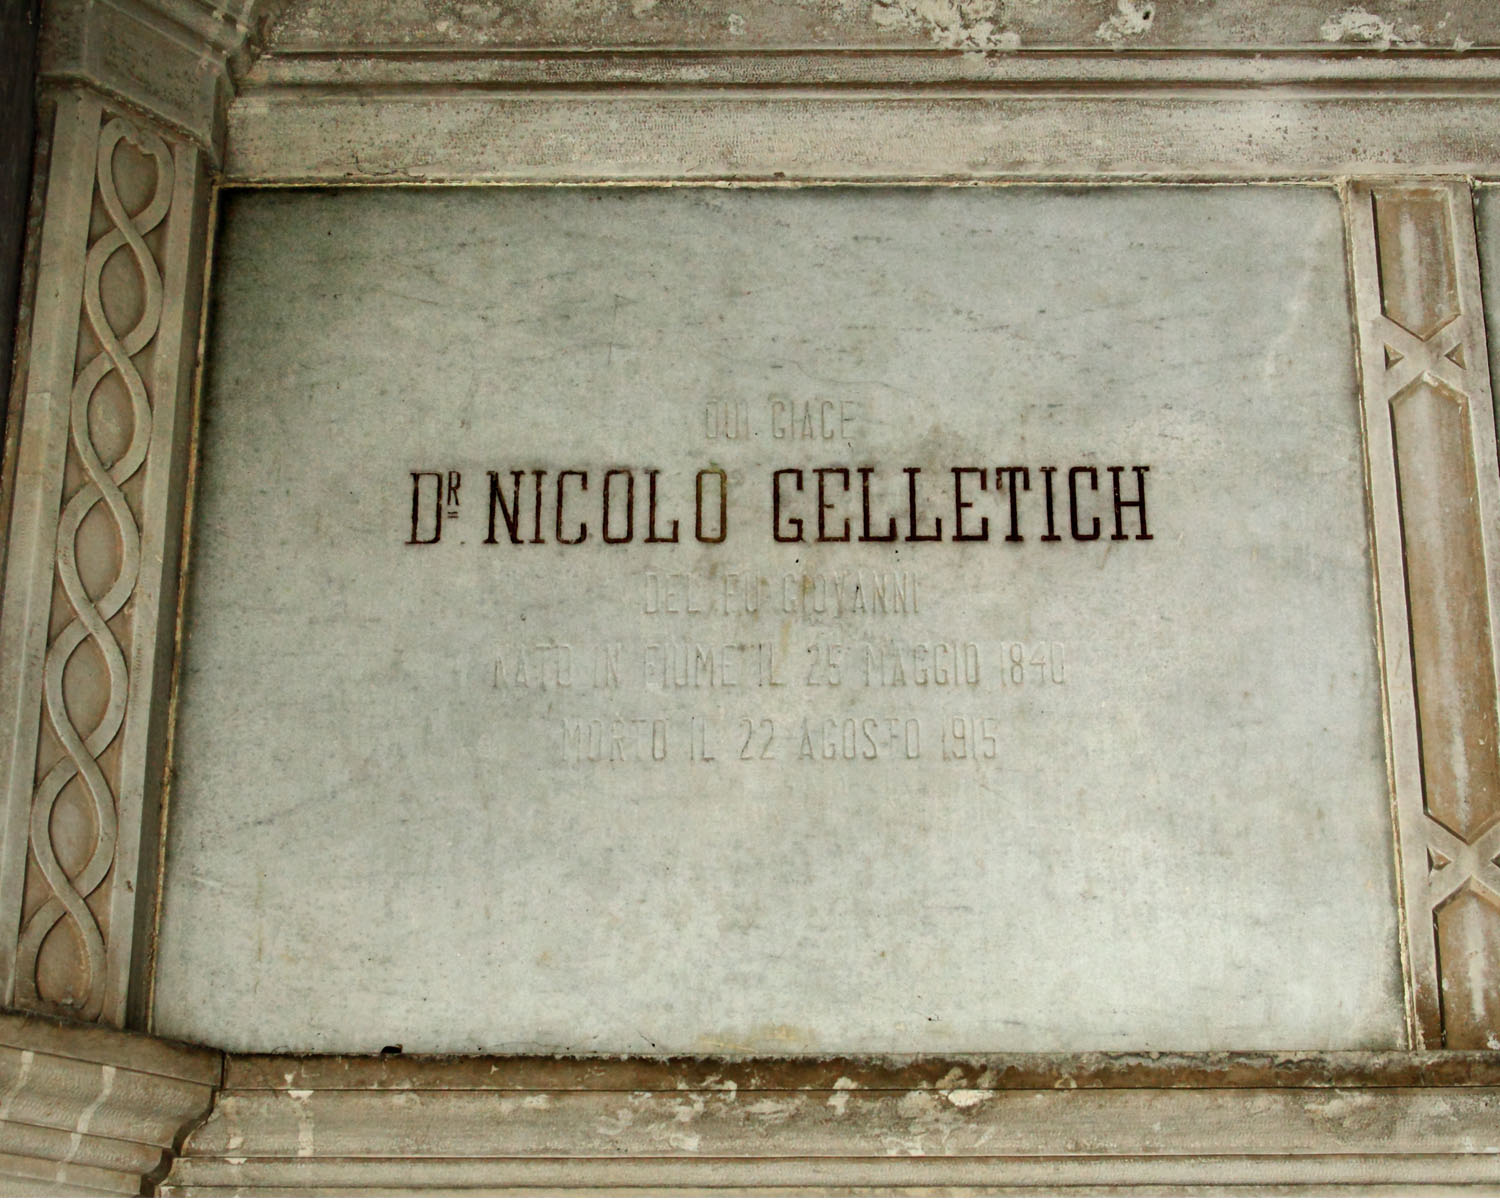 QUI GIACE
DR. NICOLO GELLETICH
DEL FU GIOVANNI
NATO IN FIUME IL 25 MAGGIO 1840
MORTO IL 22 AGOSTO 1915